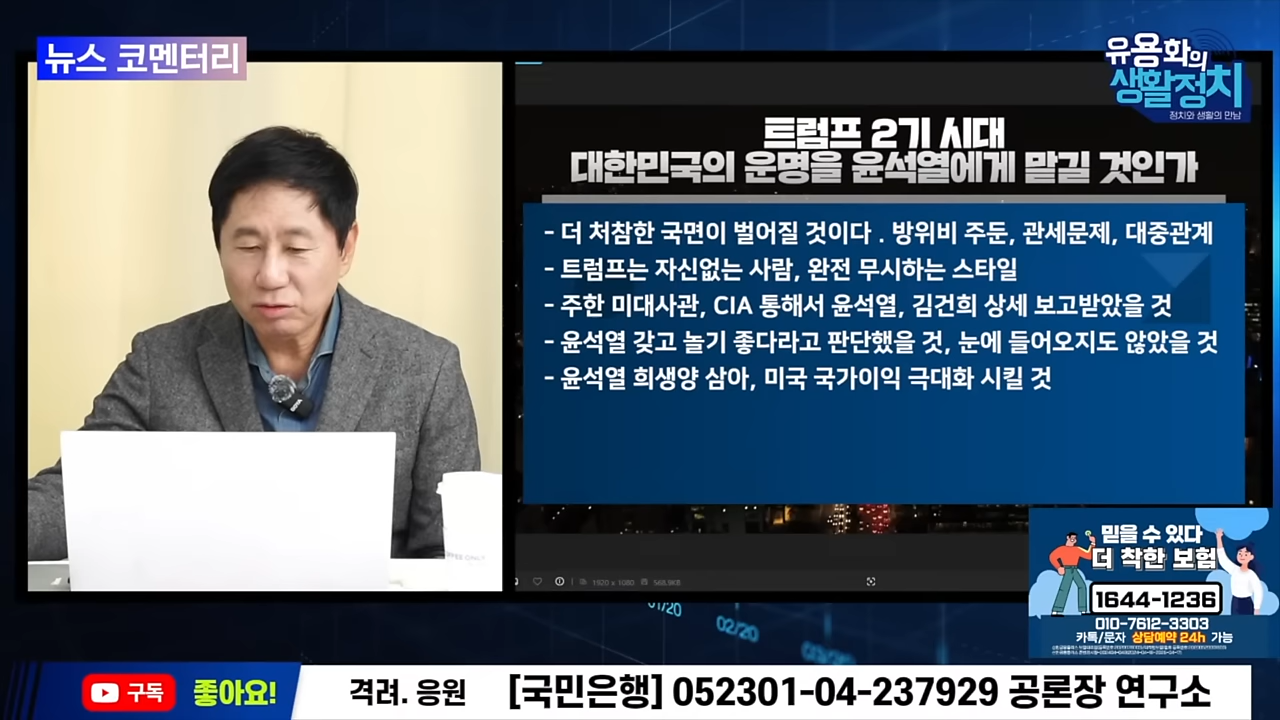 뉴스 코멘터리
유용화의
생활정치
정치와 생활의 만남
트럼프 2기 시대
대한민국의 운명을 윤석열에게 맡길 것인가
- 더 처참한 국면이 벌어질 것이다 . 방위비 주둔, 관세문제, 대중관계
- 트럼프는 자신없는 사람, 완전 무시하는 스타일
- 주한 미대사관, CIA 통해서 윤석열, 김건희 상세 보고받았을 것
- 윤석열 갖고 놀기 좋다라고 판단했을 것, 눈에 들어오지도 않았을 것
- 윤석열 희생양 삼아, 미국 국가이익 극대화 시킬 것
1920 x 1080 568.9KB
01/20
02/20
믿을 수 있다
더 착한 보험
1644-1236
010-7612-3303
카톡/문자 상담예약 24h 가능
구독 좋아요! 격려. 응원 [국민은행] 052301-04-237929 공론장 연구소